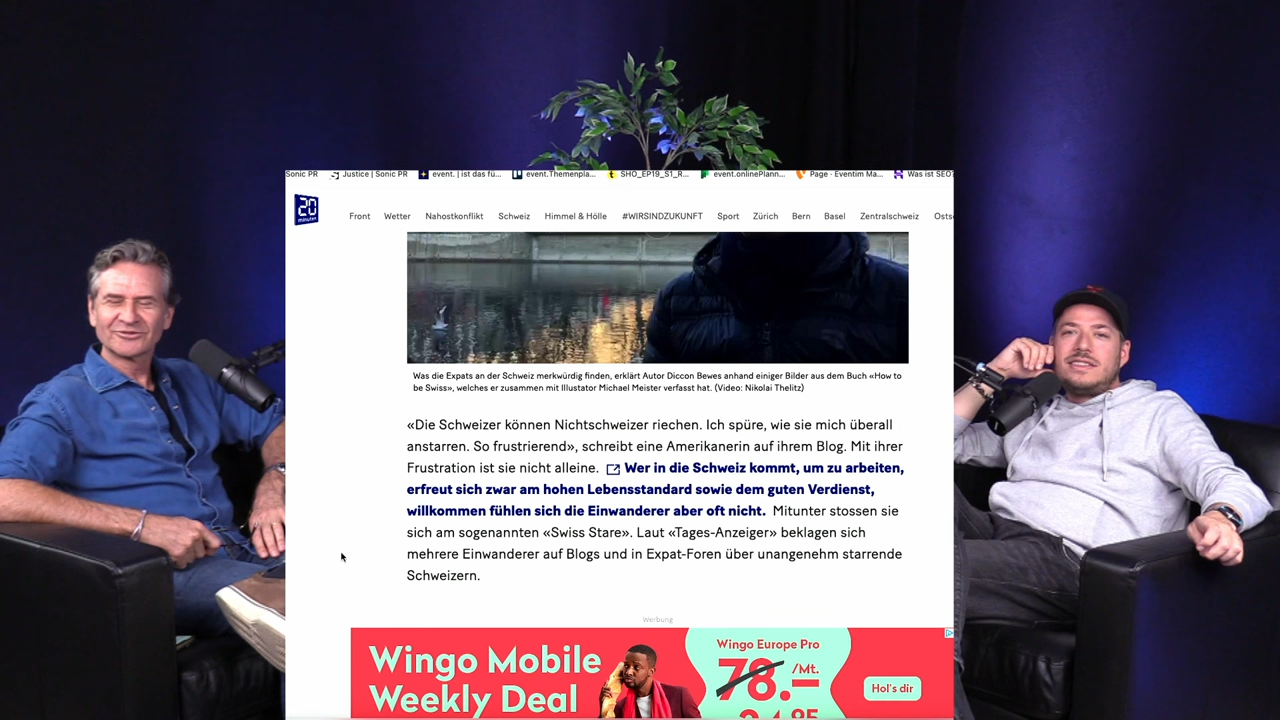 Sonic PR Justice | Sonic PR event. | ist das fü... event.Themenpla... SHO_EP19_S1_R... event.onlinePlann... Page · Eventim Ma... Was ist SEO?
20
minuten
Front Wetter Nahostkonflikt Schweiz Himmel & Hölle #WIRSINDZUKUNFT Sport Zürich Bern Basel Zentralschweiz Osts
Was die Expats an der Schweiz merkwürdig finden, erklärt Autor Diccon Bewes anhand einiger Bilder aus dem Buch «How to
be Swiss», welches er zusammen mit Illustator Michael Meister verfasst hat. (Video: Nikolai Thelitz)
«Die Schweizer können Nichtschweizer riechen. Ich spüre, wie sie mich überall
anstarren. So frustrierend», schreibt eine Amerikanerin auf ihrem Blog. Mit ihrer
Frustration ist sie nicht alleine. Wer in die Schweiz kommt, um zu arbeiten,
erfreut sich zwar am hohen Lebensstandard sowie dem guten Verdienst,
willkommen fühlen sich die Einwanderer aber oft nicht. Mitunter stossen sie
sich am sogenannten «Swiss Stare». Laut «Tages-Anzeiger» beklagen sich
mehrere Einwanderer auf Blogs und in Expat-Foren über unangenehm starrende
Schweizern.
Werbung
Wingo Mobile
Weekly Deal
Wingo Europe Pro
78.– /Mt.
Hol's dir